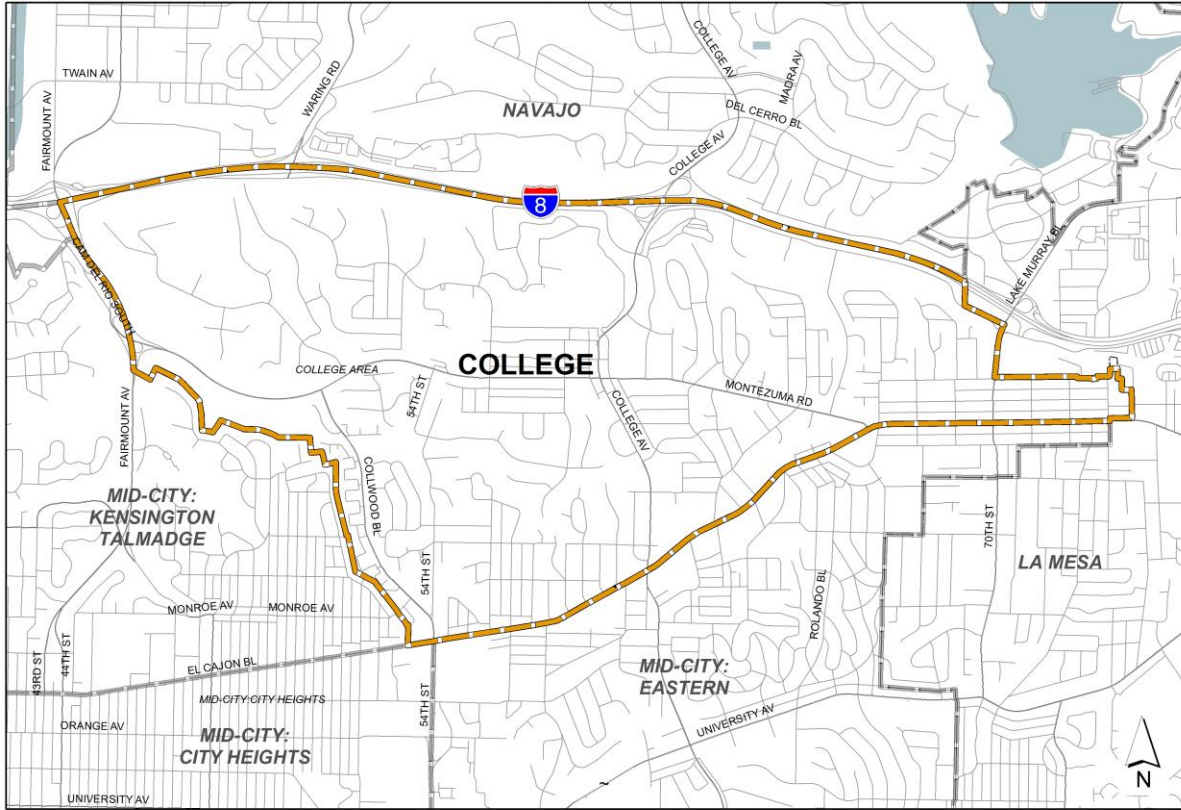 COLLEGE AV
TWAIN AV
WARING RD
MADRA AV
FAIRMOUNT AV
NAVAJO
DEL CERRO BL
COLLEGE AV
8
CAM DEL RIO SOUTH
LAKE MURRAY BL
COLLEGE AREA
COLLEGE
54TH ST
MONTEZUMA RD
FAIRMOUNT AV
COLLEGE AV
COLLWOOD BL
MID-CITY:
KENSINGTON
TALMADGE
70TH ST
LA MESA
54TH ST
ROLANDO BL
MONROE AV
MONROE AV
43RD ST
44TH ST
EL CAJON BL
MID-CITY:
EASTERN
MID-CITY:CITY HEIGHTS
54TH ST
UNIVERSITY AV
ORANGE AV
MID-CITY:
CITY HEIGHTS
~
N
UNIVERSITY AV